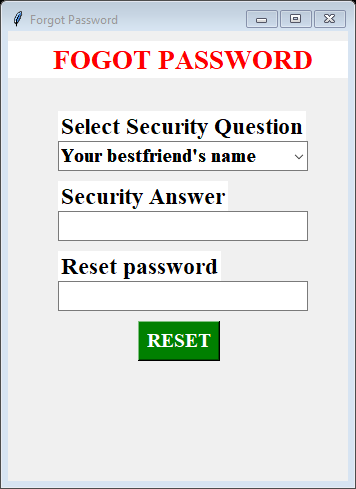 Forgot Password
FOGOT PASSWORD
Select Security Question
Your bestfriend's name
Security Answer
Reset password
RESET